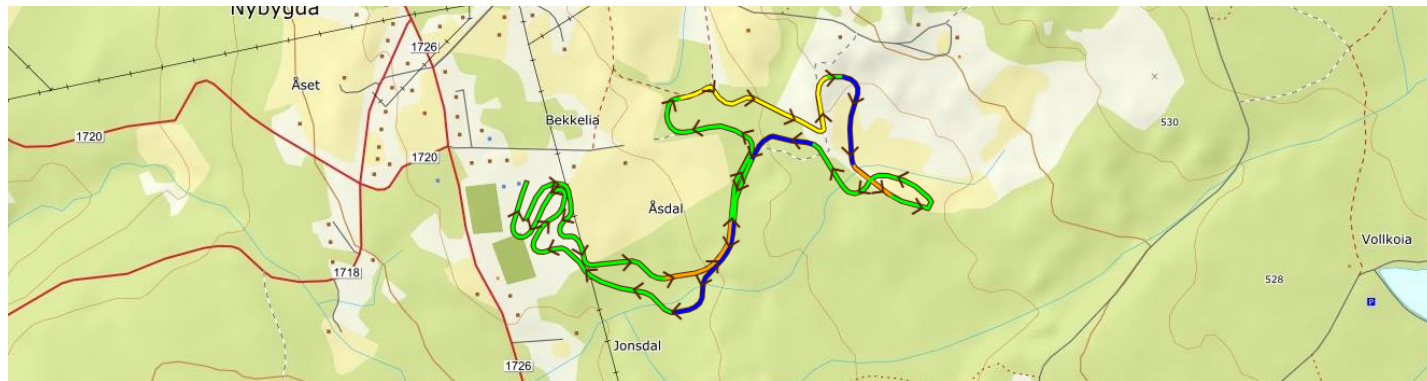 Nybygda
1726
Åset
530
Bekkelia
1720
1720
Åsdal
Vollkoia
1718
528
P
Jonsdal
1726